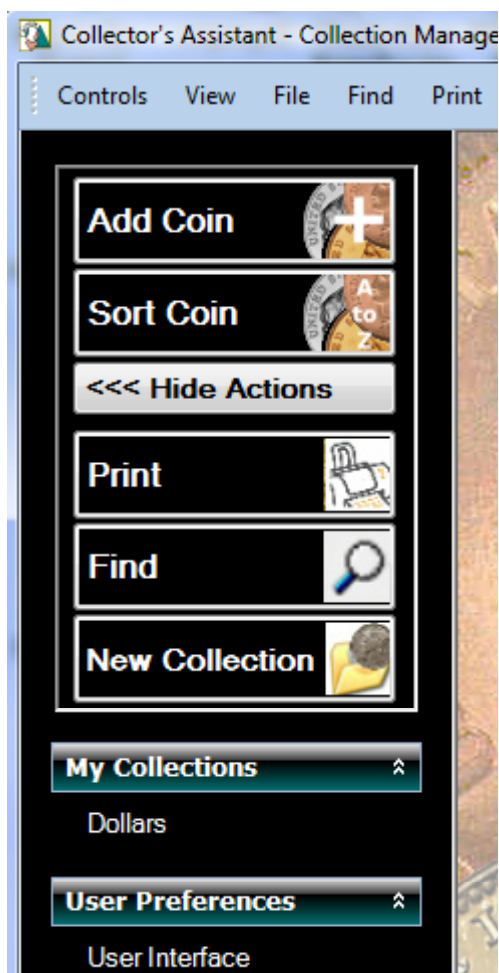 Collector's Assistant - Collection Manage
Controls View File Find Print
Add Coin
Sort Coin
A
to
Z
<<< Hide Actions
Print
Find
New Collection
My Collections
Dollars
User Preferences
User Interface